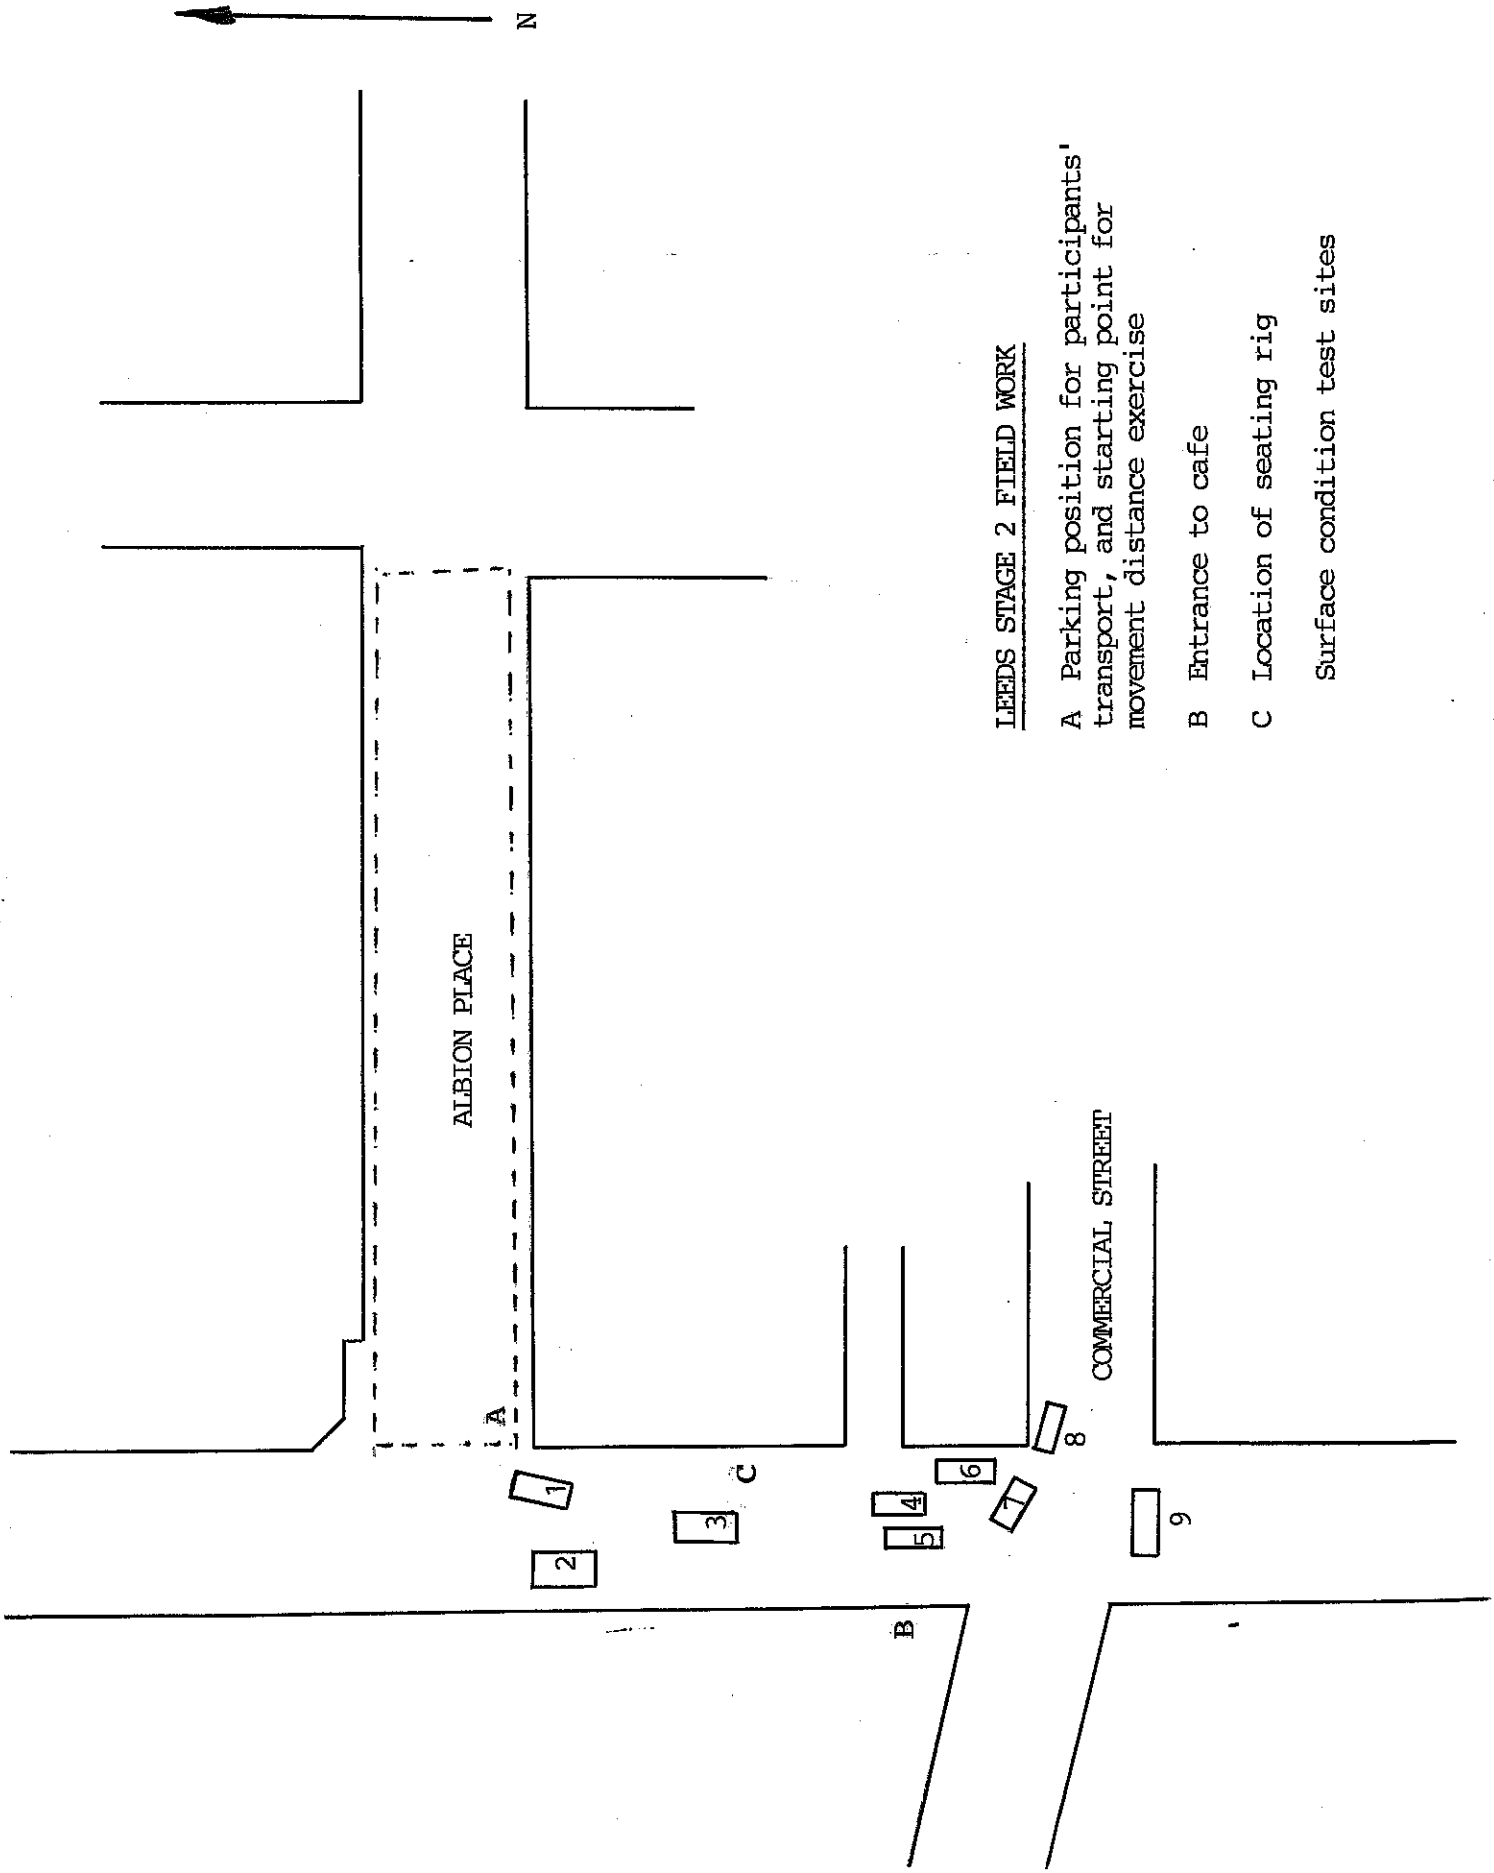 N
ALBION PLACE
A
1
2
3
C
4
5
6
7
8
9
B
COMMERCIAL STREET
LEEDS STAGE 2 FIELD WORK
A Parking position for participants'
transport, and starting point for
movement distance exercise
B Entrance to cafe
C Location of seating rig
Surface condition test sites